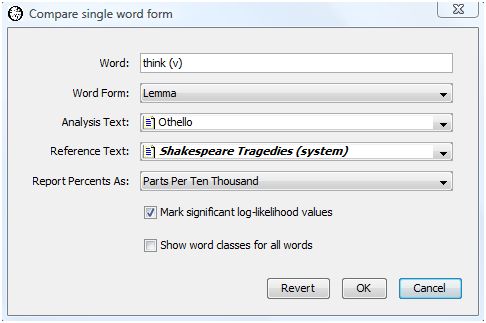 Compare single word form
Word: think (v)
Word Form: Lemma
Analysis Text: Othello
Reference Text: Shakespeare Tragedies (system)
Report Percents As: Parts Per Ten Thousand
Mark significant log-likelihood values
Show word classes for all words
Revert OK Cancel